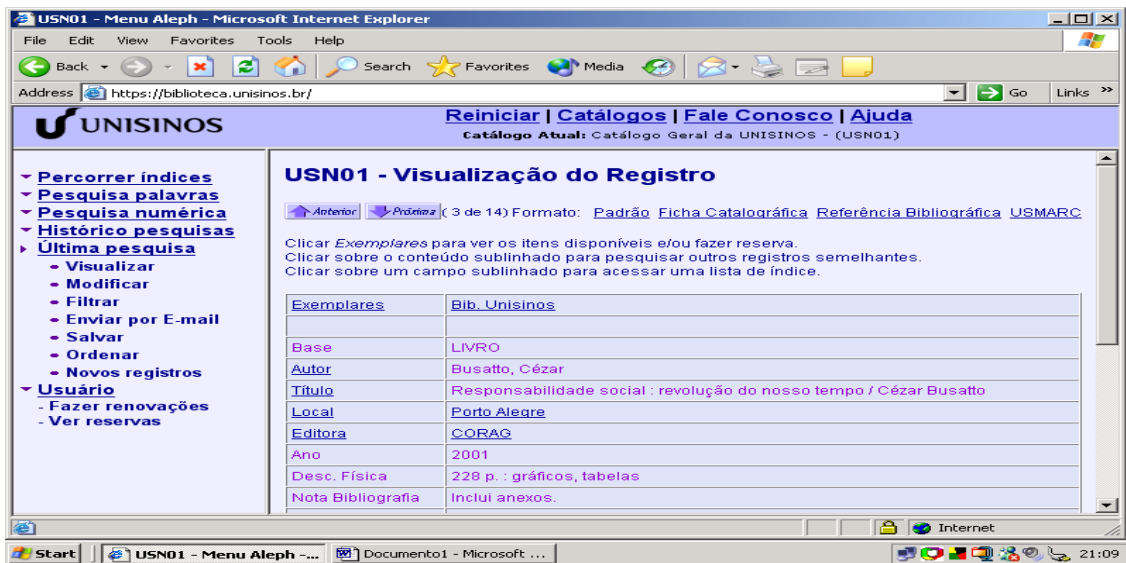 USN01 - Menu Aleph - Microsoft Internet Explorer
File Edit View Favorites Tools Help
Back Search Favorites Media
Address https://biblioteca.unisinos.br/ Go Links »
UNISINOS
Reiniciar | Catálogos | Fale Conosco | Ajuda
Catálogo Atual: Catálogo Geral da UNISINOS - (USN01)
Percorrer índices
Pesquisa palavras
Pesquisa numérica
Histórico pesquisas
Última pesquisa
Visualizar
Modificar
Filtrar
Enviar por E-mail
Salvar
Ordenar
Novos registros
Usuário
- Fazer renovações
- Ver reservas
USN01 - Visualização do Registro
Anterior Próxima ( 3 de 14) Formato: Padrão Ficha Catalográfica Referência Bibliográfica USMARC
Clicar Exemplares para ver os itens disponíveis e/ou fazer reserva.
Clicar sobre o conteúdo sublinhado para pesquisar outros registros semelhantes.
Clicar sobre um campo sublinhado para acessar uma lista de índice.
Exemplares Bib. Unisinos
Base LIVRO
Autor Busatto, Cézar
Título Responsabilidade social : revolução do nosso tempo / Cézar Busatto
Local Porto Alegre
Editora CORAG
Ano 2001
Desc. Física 228 p. : gráficos, tabelas
Nota Bibliografia Inclui anexos.
Internet
Start USN01 - Menu Aleph -... Documento1 - Microsoft ... 21:09